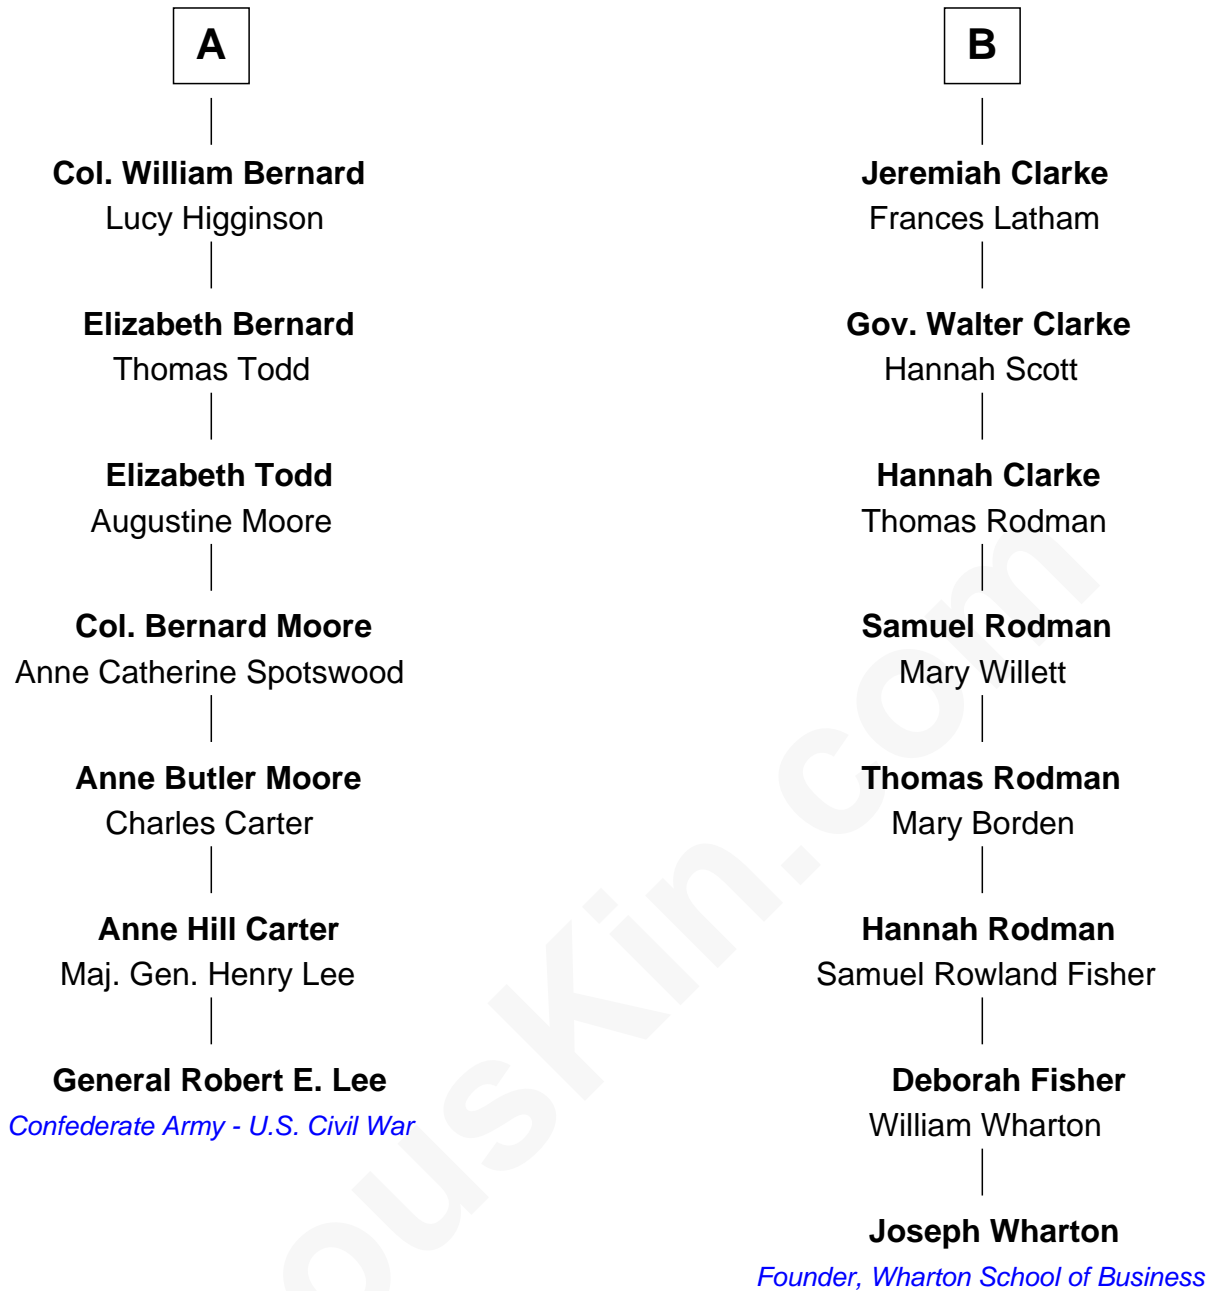 A
Col. William Bernard
Lucy Higginson
Elizabeth Bernard
Thomas Todd
Elizabeth Todd
Augustine Moore
Col. Bernard Moore
Anne Catherine Spotswood
Anne Butler Moore
Charles Carter
Anne Hill Carter
Maj. Gen. Henry Lee
General Robert E. Lee
Confederate Army - U.S. Civil War
B
Jeremiah Clarke
Frances Latham
Gov. Walter Clarke
Hannah Scott
Hannah Clarke
Thomas Rodman
Samuel Rodman
Mary Willett
Thomas Rodman
Mary Borden
Hannah Rodman
Samuel Rowland Fisher
Deborah Fisher
William Wharton
Joseph Wharton
Founder, Wharton School of Business
ousKin.com